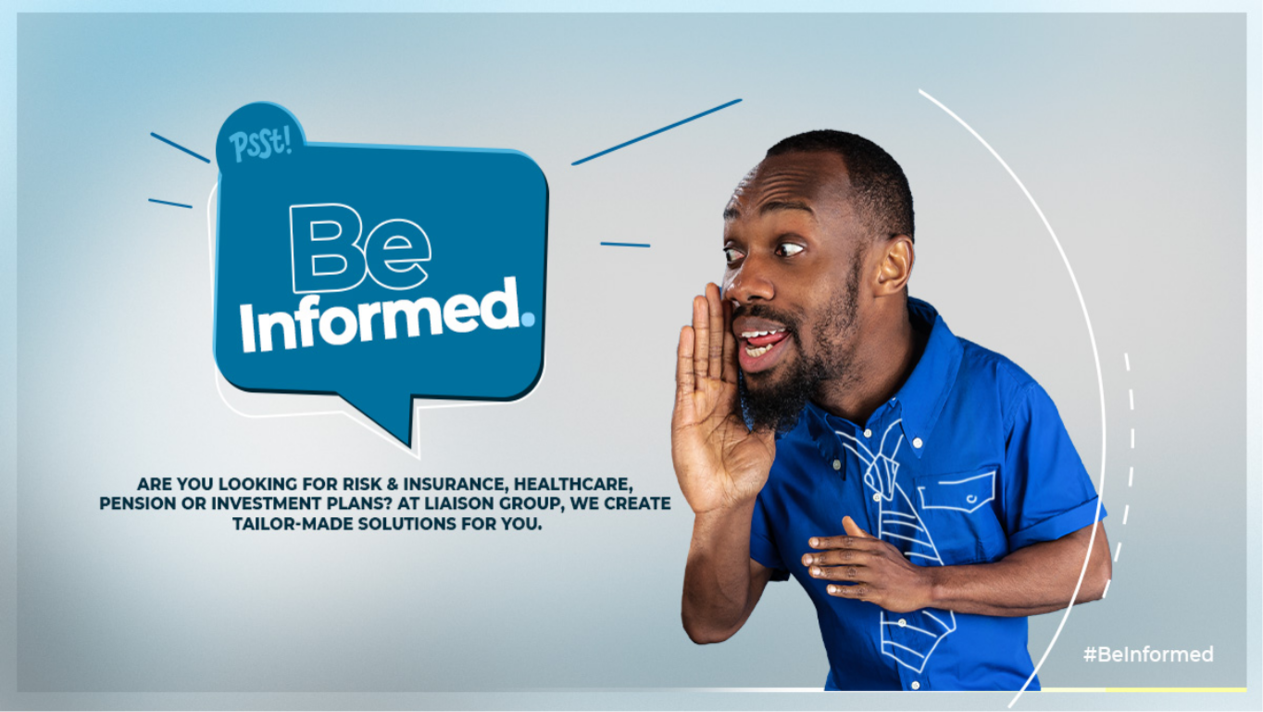 Psst!
Be
Informed.
ARE YOU LOOKING FOR RISK & INSURANCE, HEALTHCARE,
PENSION OR INVESTMENT PLANS? AT LIAISON GROUP, WE CREATE
TAILOR-MADE SOLUTIONS FOR YOU.
#BeInformed